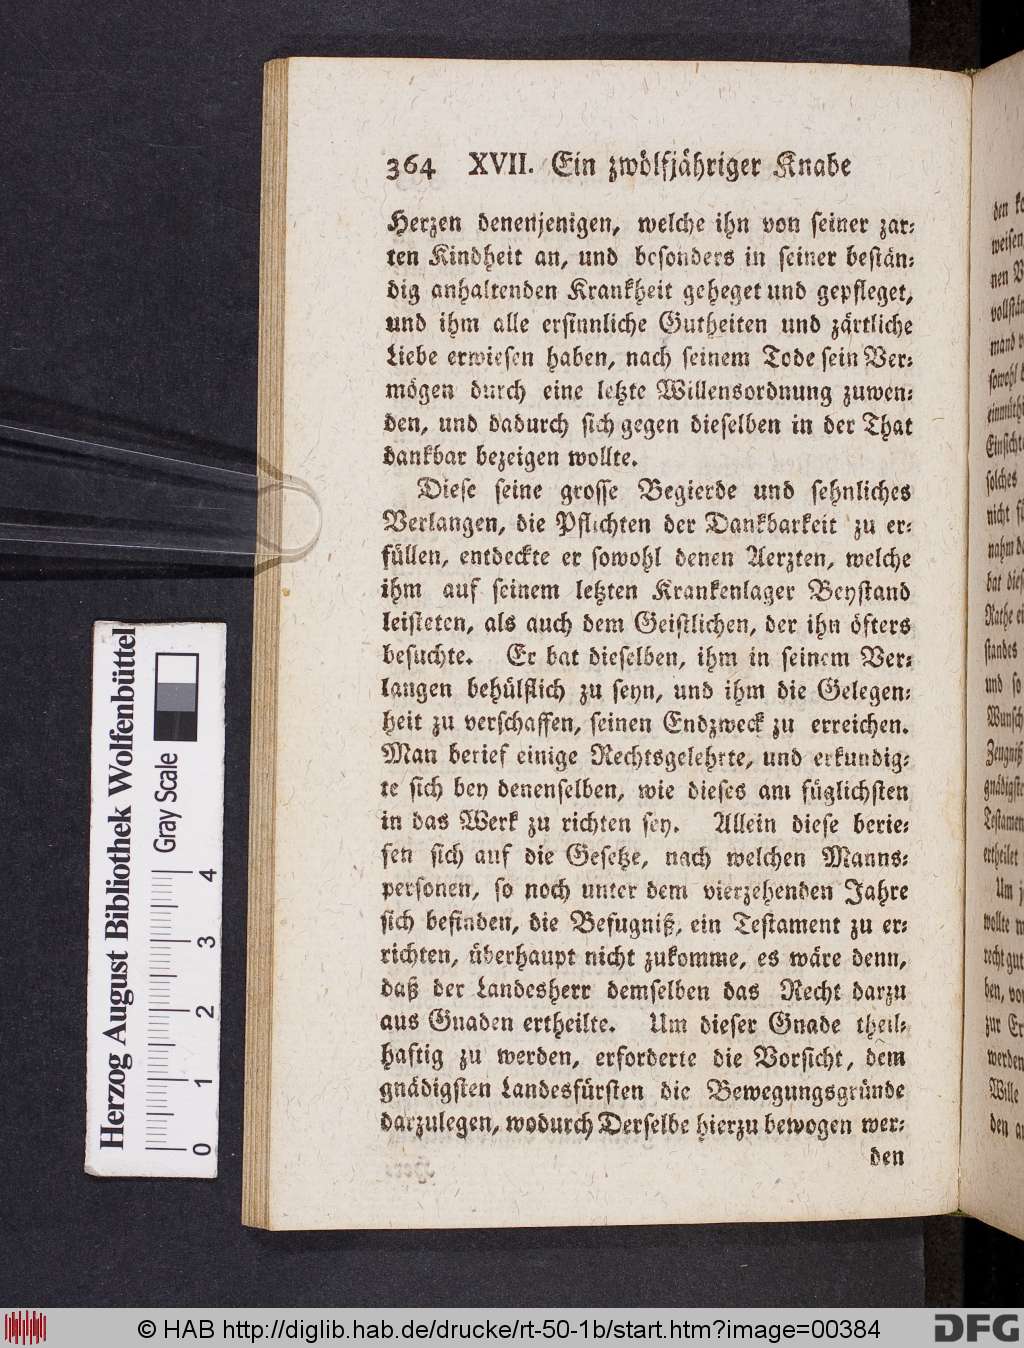 364 XVII. Ein zwölfjähriger Knabe
Herzen denenjenigen, welche ihn von seiner zar-
ten Kindheit an, und besonders in seiner bestän-
dig anhaltenden Krankheit geheget und gepfleget,
und ihm alle ersinnliche Gutheiten und zärtliche
Liebe erwiesen haben, nach seinem Tode sein Ver-
mögen durch eine letzte Willensordnung zuwen-
den, und dadurch sich gegen dieselben in der That
dankbar bezeigen wollte.
Diese seine grosse Begierde und sehnliches
Verlangen, die Pflichten der Dankbarkeit zu er-
füllen, entdeckte er sowohl denen Aerzten, welche
ihm auf seinem letzten Krankenlager Beystand
leisteten, als auch dem Geistlichen, der ihn öfters
besuchte. Er bat dieselben, ihm in seinem Ver-
langen behülflich zu seyn, und ihm die Gelegen-
heit zu verschaffen, seinen Endzweck zu erreichen.
Man berief einige Rechtsgelehrte, und erkundig-
te sich bey denenselben, wie dieses am füglichsten
in das Werk zu richten sey. Allein diese berie-
fen sich auf die Gesetze, nach welchen Manns-
personen, so noch unter dem vierzehenden Jahre
sich befinden, die Befugniß, ein Testament zu er-
richten, überhaupt nicht zukomme, es wäre denn,
daß der Landesherr demselben das Recht darzu
aus Gnaden ertheilte. Um dieser Gnade theil-
haftig zu werden, erforderte die Vorsicht, dem
gnädigsten Landesfürsten die Bewegungsgründe
darzulegen, wodurch Derselbe hierzu bewogen wer-
den
Herzog August Bibliothek Wolfenbüttel
Gray Scale
0 1 2 3 4
© HAB http://diglib.hab.de/drucke/rt-50-1b/start.htm?image=00384
DFG